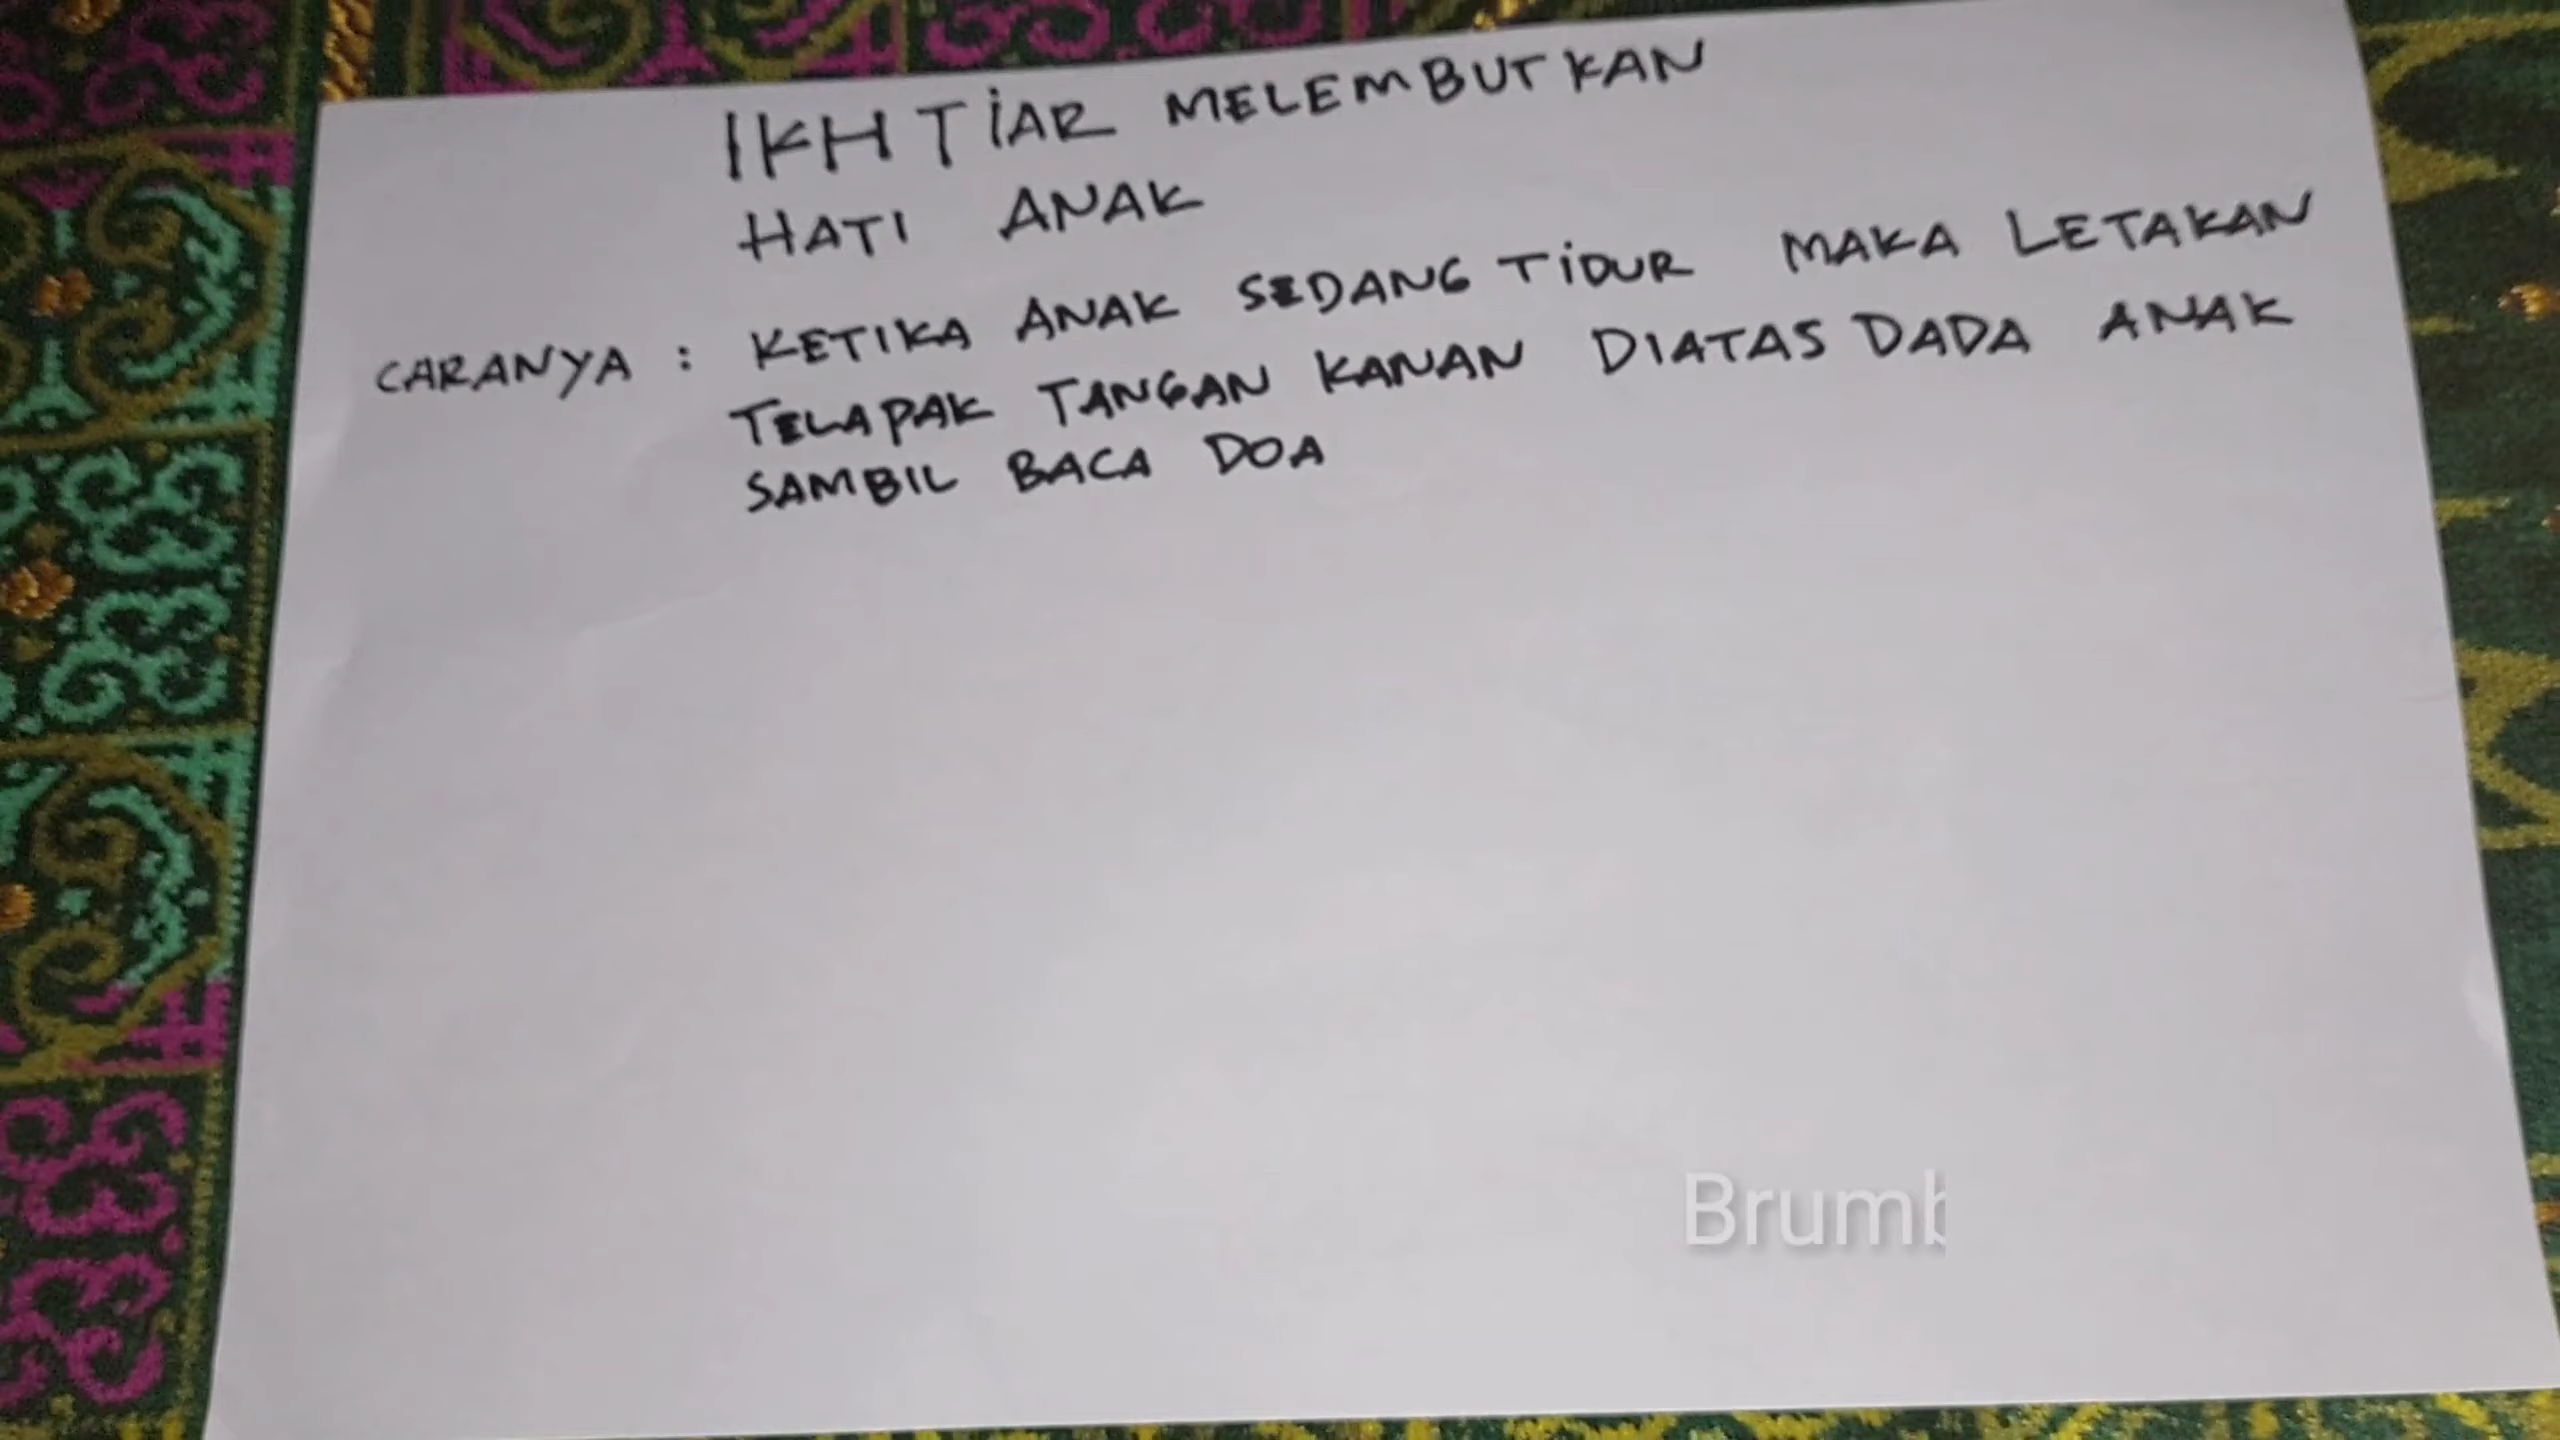 IKHTIAR MELEMBUTKAN
HATI ANAK
CARANYA : KETIKA ANAK SEDANG TIDUR MAKA LETAKAN
TELAPAK TANGAN KANAN DIATAS DADA ANAK
SAMBIL BACA DOA
Brumb